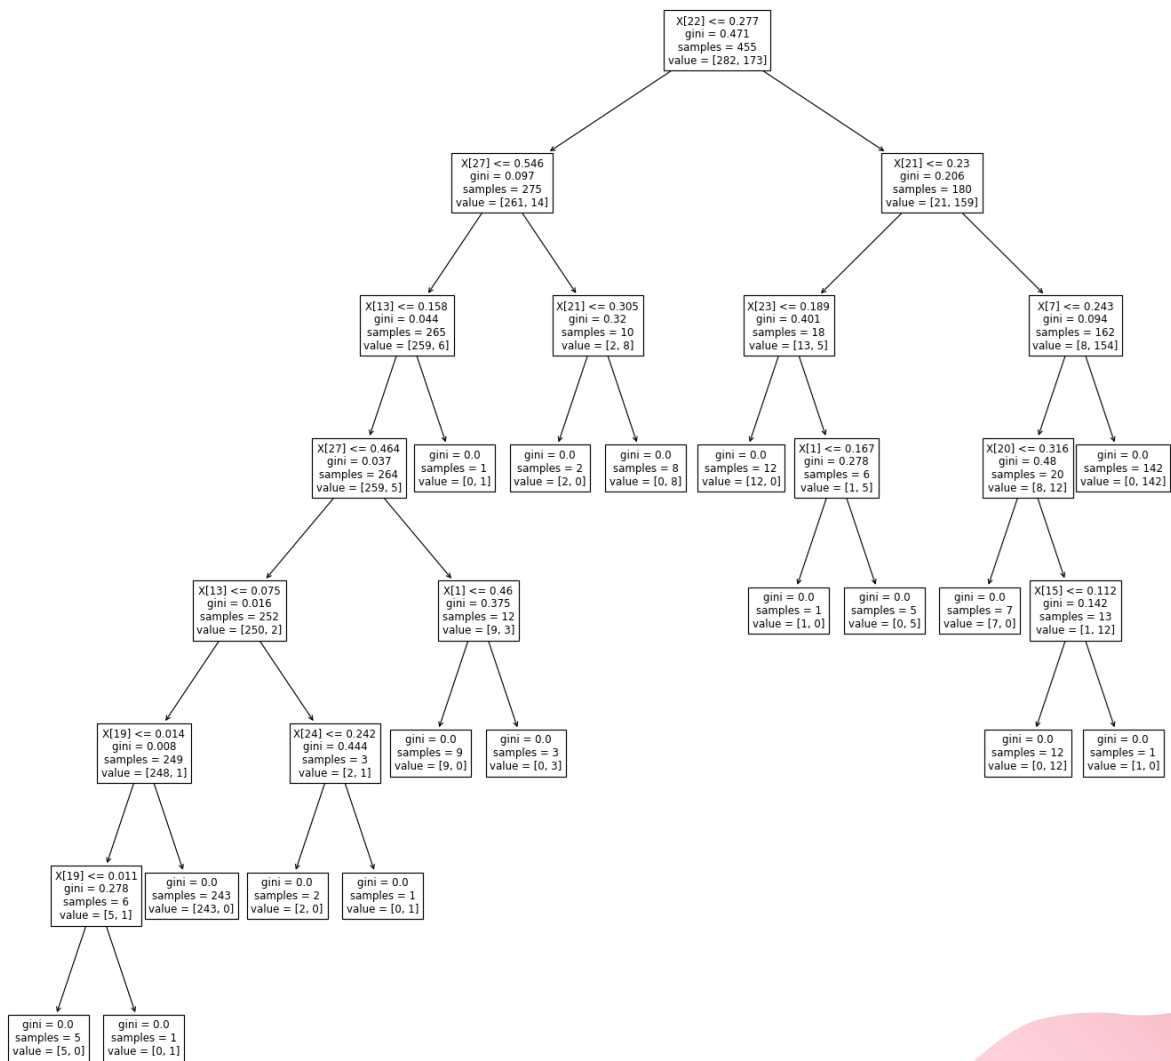 X[22] <= 0.277
gini = 0.471
samples = 455
value = [282, 173]
X[27] <= 0.546
gini = 0.097
samples = 275
value = [261, 14]
X[21] <= 0.23
gini = 0.206
samples = 180
value = [21, 159]
X[13] <= 0.158
gini = 0.044
samples = 265
value = [259, 6]
X[21] <= 0.305
gini = 0.32
samples = 10
value = [2, 8]
X[23] <= 0.189
gini = 0.401
samples = 18
value = [13, 5]
X[7] <= 0.243
gini = 0.094
samples = 162
value = [8, 154]
X[27] <= 0.464
gini = 0.037
samples = 264
value = [259, 5]
gini = 0.0
samples = 1
value = [0, 1]
gini = 0.0
samples = 2
value = [2, 0]
gini = 0.0
samples = 8
value = [0, 8]
gini = 0.0
samples = 12
value = [12, 0]
X[1] <= 0.167
gini = 0.278
samples = 6
value = [1, 5]
X[20] <= 0.316
gini = 0.48
samples = 20
value = [8, 12]
gini = 0.0
samples = 142
value = [0, 142]
X[13] <= 0.075
gini = 0.016
samples = 252
value = [250, 2]
X[1] <= 0.46
gini = 0.375
samples = 12
value = [9, 3]
gini = 0.0
samples = 1
value = [1, 0]
gini = 0.0
samples = 5
value = [0, 5]
gini = 0.0
samples = 7
value = [7, 0]
X[15] <= 0.112
gini = 0.142
samples = 13
value = [1, 12]
X[19] <= 0.014
gini = 0.008
samples = 249
value = [248, 1]
X[24] <= 0.242
gini = 0.444
samples = 3
value = [2, 1]
gini = 0.0
samples = 9
value = [9, 0]
gini = 0.0
samples = 3
value = [0, 3]
gini = 0.0
samples = 12
value = [0, 12]
gini = 0.0
samples = 1
value = [1, 0]
X[19] <= 0.011
gini = 0.278
samples = 6
value = [5, 1]
gini = 0.0
samples = 243
value = [243, 0]
gini = 0.0
samples = 2
value = [2, 0]
gini = 0.0
samples = 1
value = [0, 1]
gini = 0.0
samples = 5
value = [5, 0]
gini = 0.0
samples = 1
value = [0, 1]